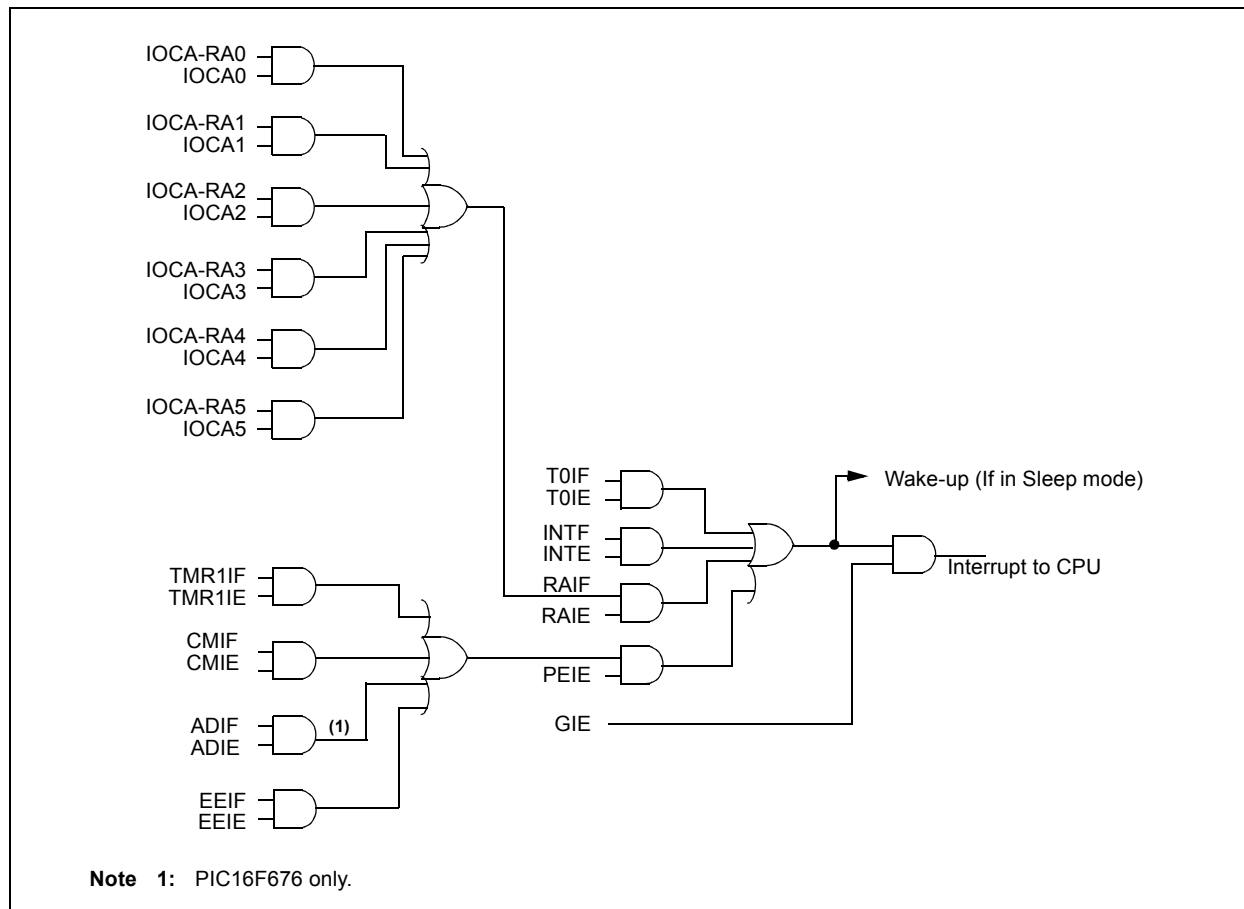 IOCA-RA0
IOCA0
IOCA-RA1
IOCA1
IOCA-RA2
IOCA2
IOCA-RA3
IOCA3
IOCA-RA4
IOCA4
IOCA-RA5
IOCA5
T0IF
T0IE
Wake-up (If in Sleep mode)
INTF
INTE
Interrupt to CPU
TMR1IF
TMR1IE
RAIF
RAIE
CMIF
CMIE
PEIE
ADIF
ADIE
(1)
GIE
EEIF
EEIE
Note 1: PIC16F676 only.